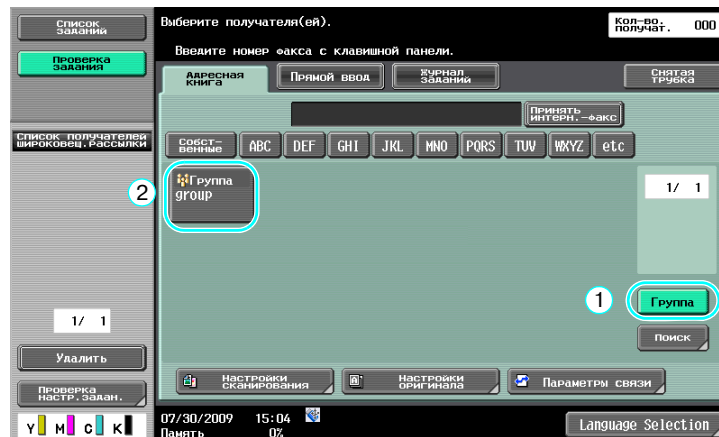 Список
заданий
Проверка
задания
Список получателей
широковещ.рассылки
1/ 1
Удалить
Проверка
настр.задан.
Y M C K
Выберите получателя(ей).
Введите номер факса с клавишной панели.
Кол-во.
получат. 000
Адресная
книга
Прямой ввод
Журнал
заданий
Снятая
трубка
Принять
интерн.-факс
Собст-
венные
ABC DEF GHI JKL MNO PQRS TUV WXYZ etc
2
Группа
group
1/ 1
1
Группа
Поиск
Настройки
сканирования
Настройки
оригинала
Параметры связи
07/30/2009 15:04
Память 0%
Language Selection